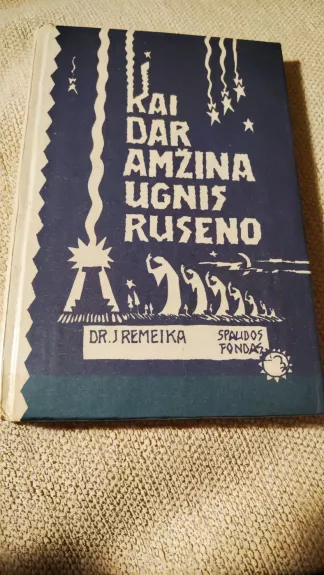 KAI
DAR
AMŽINA
UGNIS
RUSENO
DR. J REMEIKA
SPAUDOS
FONDAS